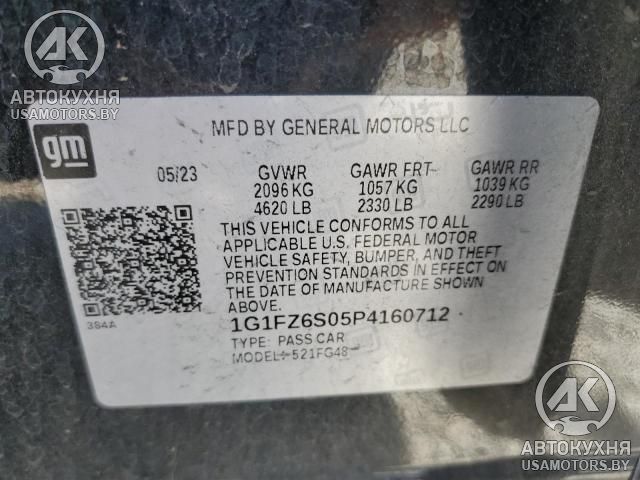 AK
АВТОКУХНЯ
USAMOTORS.BY
gm
MFD BY GENERAL MOTORS LLC
05/23 GVWR GAWR FRT GAWR RR
2096 KG 1057 KG 1039 KG
4620 LB 2330 LB 2290 LB
THIS VEHICLE CONFORMS TO ALL
APPLICABLE U.S. FEDERAL MOTOR
VEHICLE SAFETY, BUMPER, AND THEFT
PREVENTION STANDARDS IN EFFECT ON
THE DATE OF MANUFACTURE SHOWN
ABOVE.
384A
1G1FZ6S05P4160712
TYPE: PASS CAR
MODEL: 521FG48
AK
АВТОКУХНЯ
USAMOTORS.BY